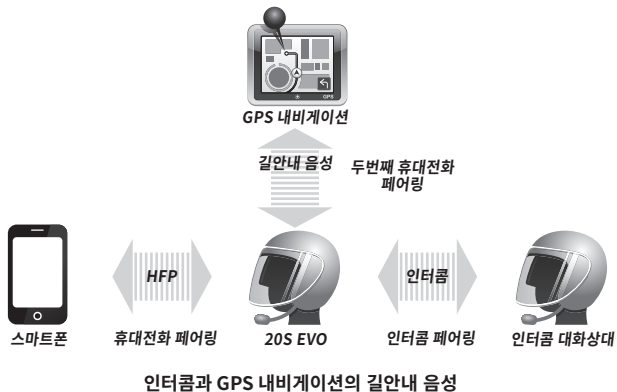 GPS
GPS 내비게이션
길안내 음성
두번째 휴대전화
페어링
HFP
인터콤
스마트폰
휴대전화 페어링
20S EVO
인터콤 페어링
인터콤 대화상대
인터콤과 GPS 내비게이션의 길안내 음성